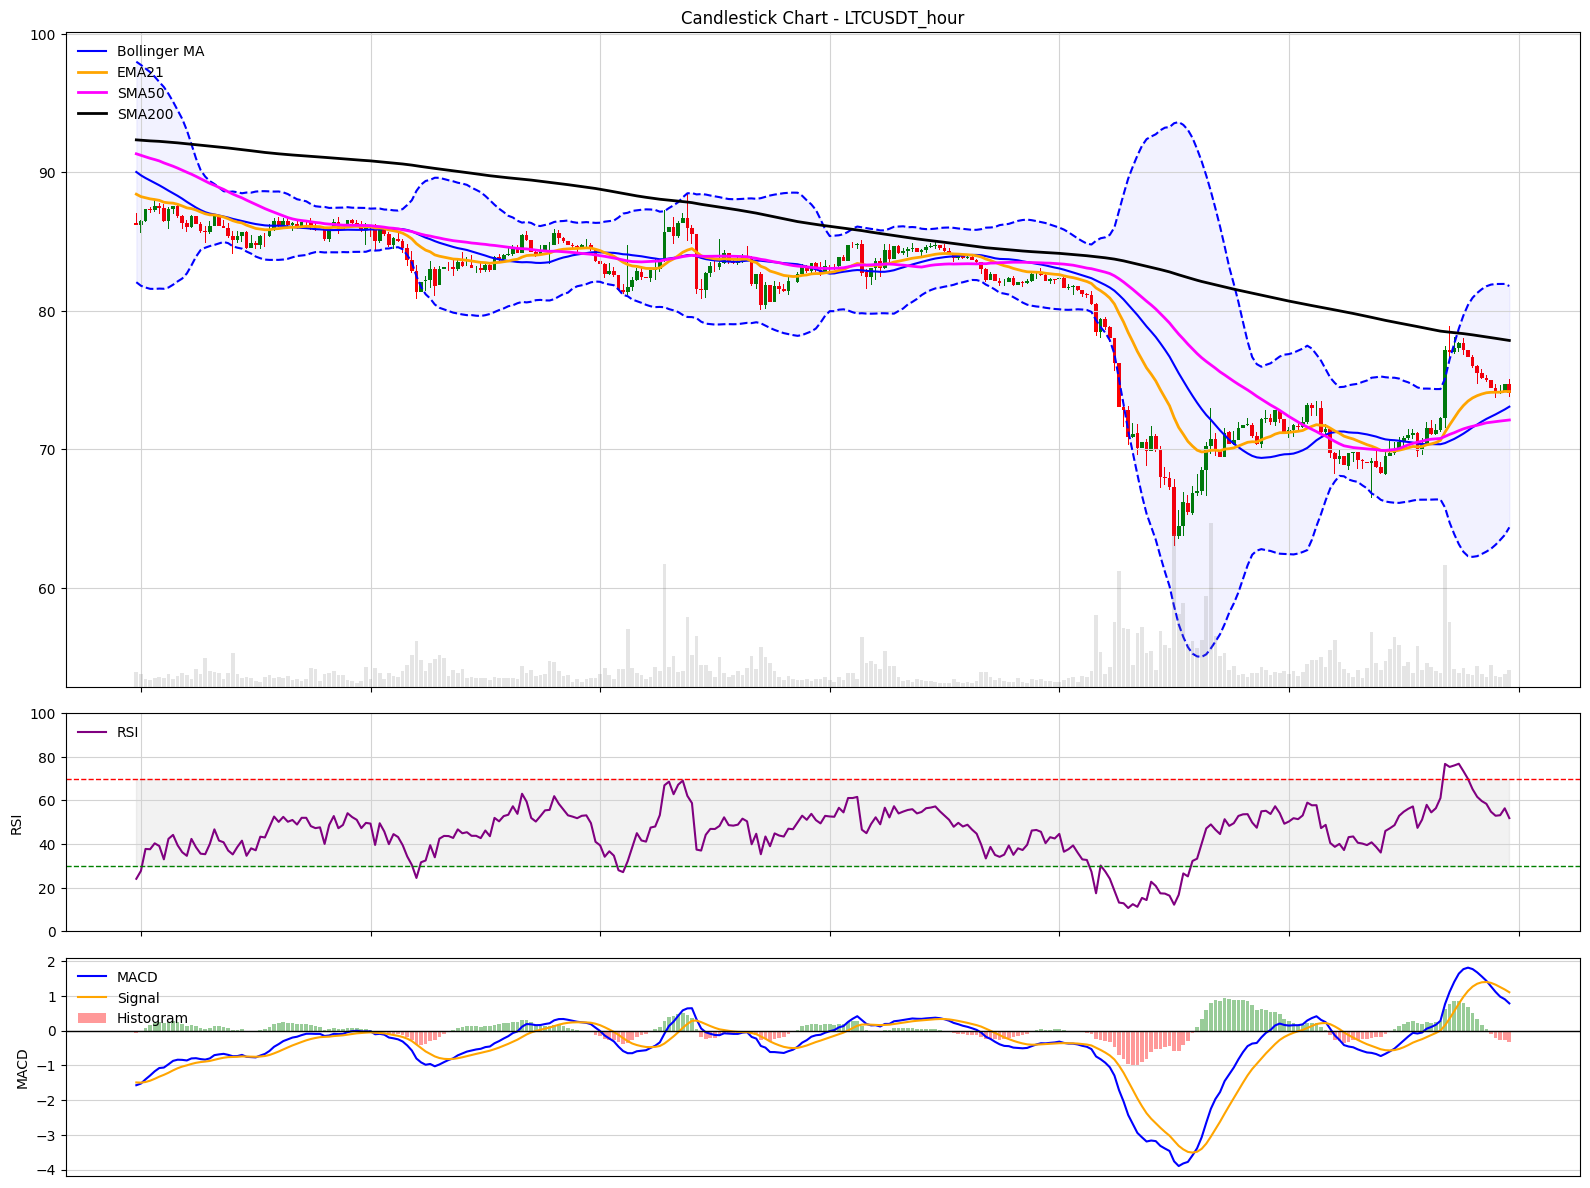 Candlestick Chart - LTCUSDT_hour
100
90
80
70
60
Bollinger MA
EMA21
SMA50
SMA200
100
80
60
40
20
0
RSI
RSI
2
1
0
−1
−2
−3
−4
MACD
MACD
Signal
Histogram